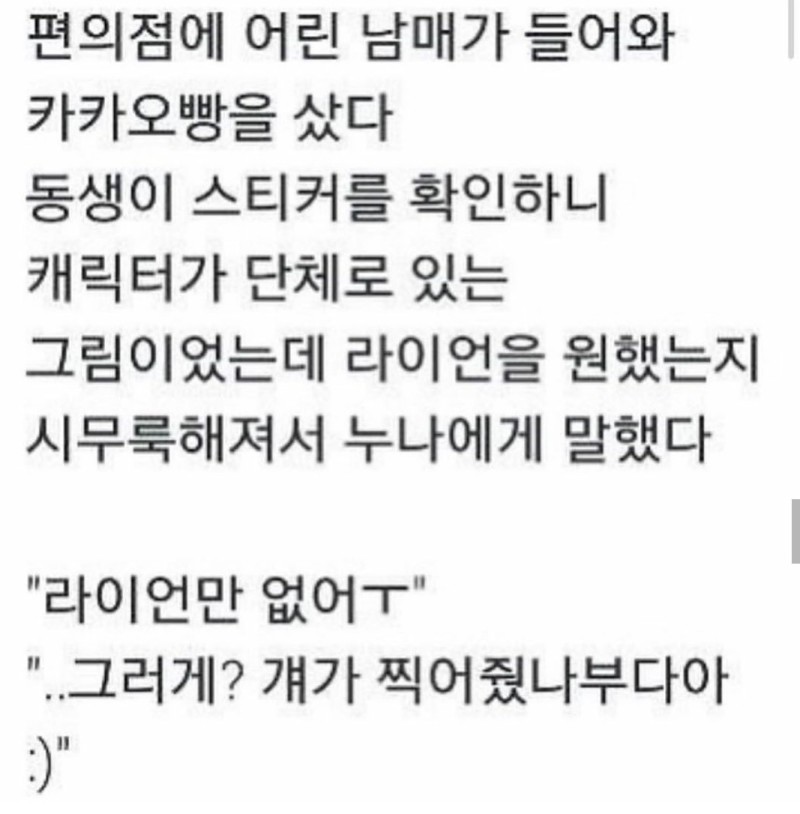 편의점에 어린 남매가 들어와
카카오빵을 샀다
동생이 스티커를 확인하니
캐릭터가 단체로 있는
그림이었는데 라이언을 원했는지
시무룩해져서 누나에게 말했다
"라이언만 없어ㅜ"
"..그러게? 걔가 찍어줬나부다아
:)"